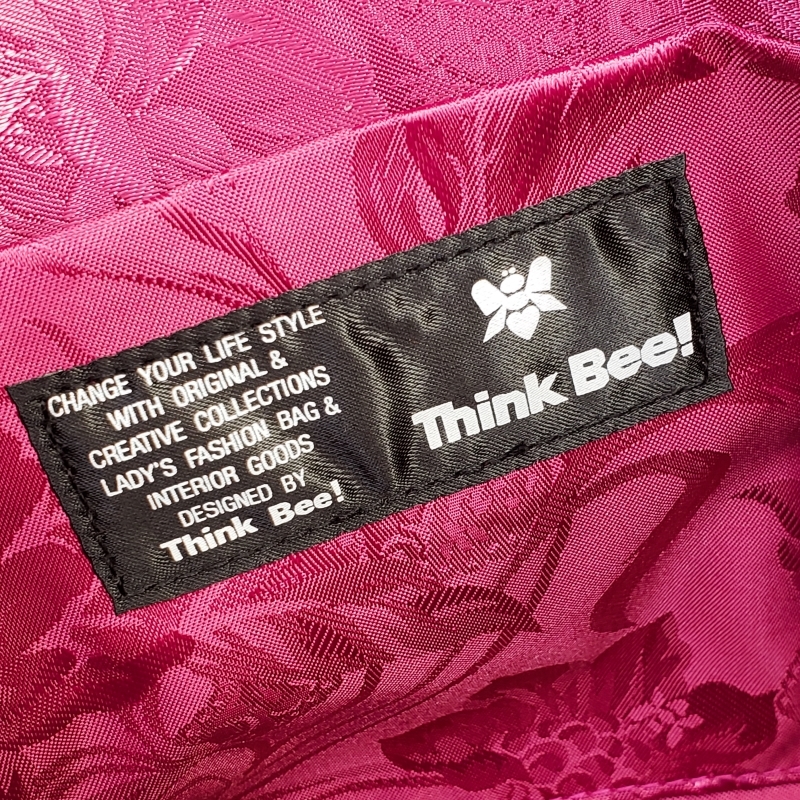 CHANGE YOUR LIFE STYLE
WITH ORIGINAL &
CREATIVE COLLECTIONS
LADY'S FASHION BAG &
INTERIOR GOODS
DESIGNED BY
Think Bee!
Think Bee!